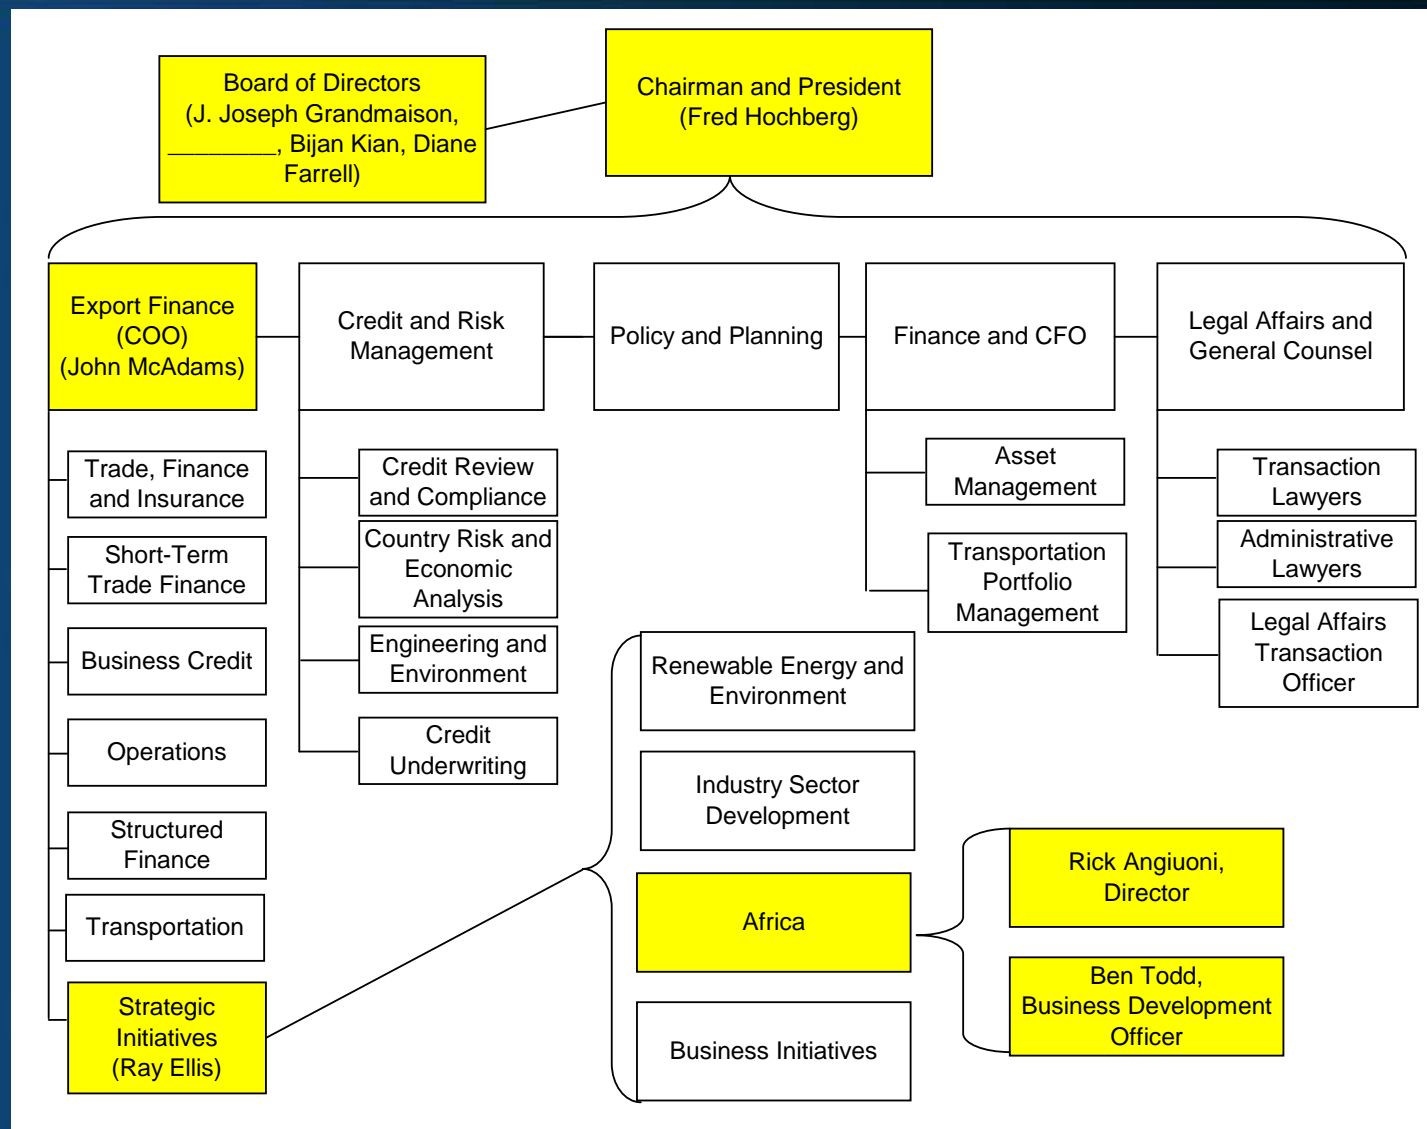 Board of Directors
(J. Joseph Grandmaison,
________, Bijan Kian, Diane
Farrell)
Chairman and President
(Fred Hochberg)
Export Finance
(COO)
(John McAdams)
Credit and Risk
Management
Policy and Planning
Finance and CFO
Legal Affairs and
General Counsel
Trade, Finance
and Insurance
Short-Term
Trade Finance
Business Credit
Operations
Structured
Finance
Transportation
Strategic
Initiatives
(Ray Ellis)
Credit Review
and Compliance
Country Risk and
Economic
Analysis
Engineering and
Environment
Credit
Underwriting
Renewable Energy and
Environment
Industry Sector
Development
Africa
Business Initiatives
Asset
Management
Transportation
Portfolio
Management
Transaction
Lawyers
Administrative
Lawyers
Legal Affairs
Transaction
Officer
Rick Angiuoni,
Director
Ben Todd,
Business Development
Officer